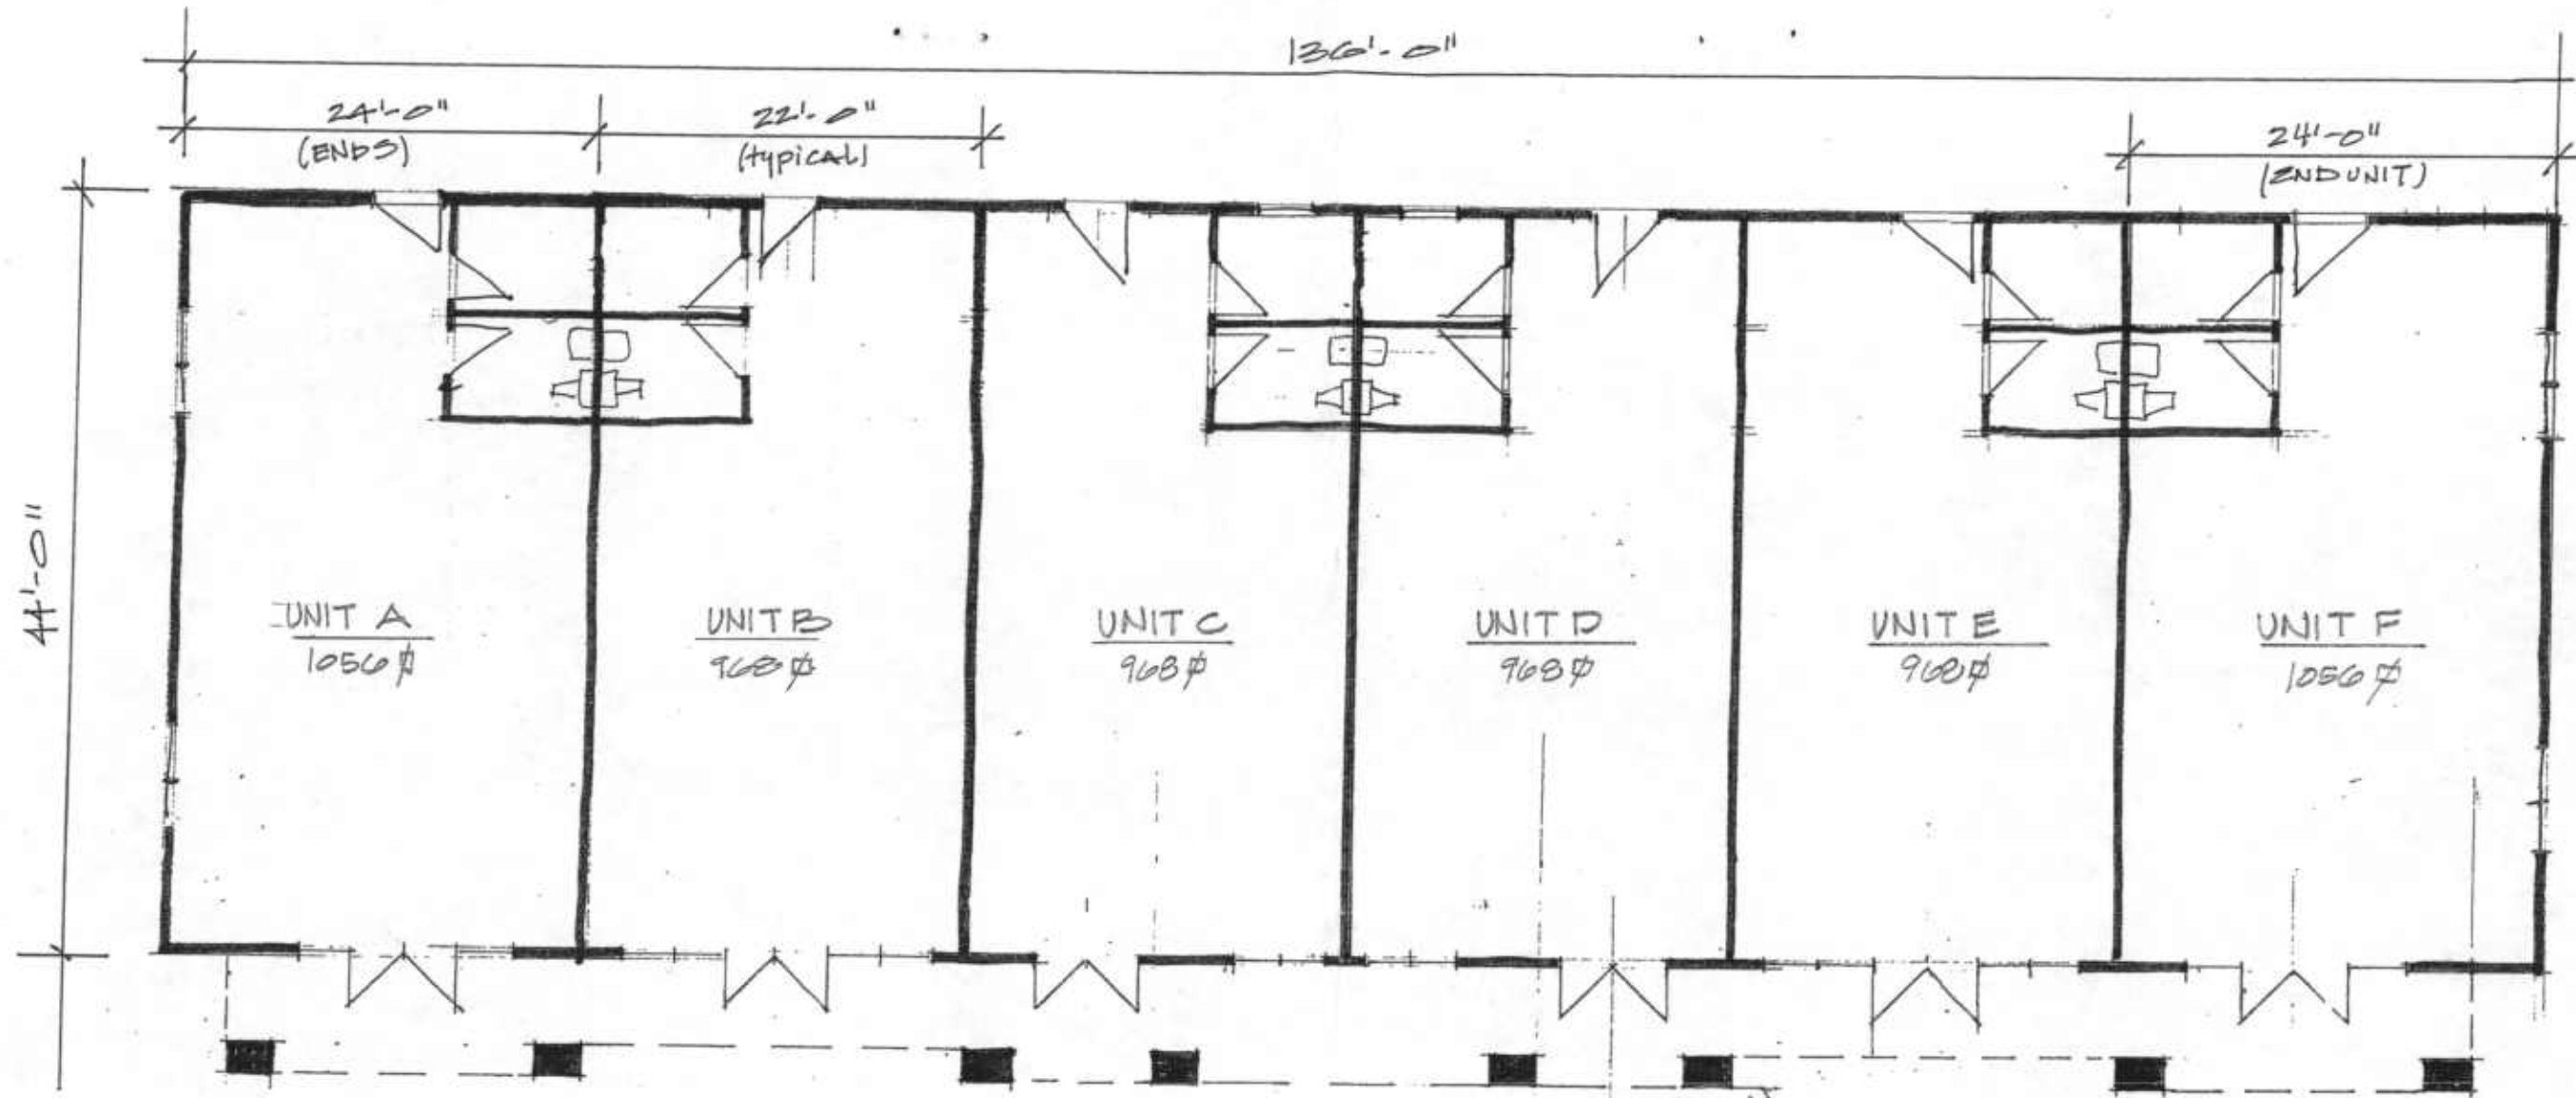 136'-0"
24'-0"
(ENDS)
22'-0"
(typical)
24'-0"
(END UNIT)
44'-0"
UNIT A
1056 ⏍
UNIT B
968 ⏍
UNIT C
968 ⏍
UNIT D
968 ⏍
UNIT E
968 ⏍
UNIT F
1056 ⏍